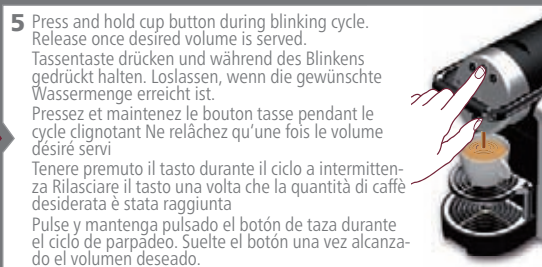 5 Press and hold cup button during blinking cycle.
Release once desired volume is served.
Tassentaste drücken und während des Blinkens
gedrückt halten. Loslassen, wenn die gewünschte
Wassermenge erreicht ist.
Pressez et maintenez le bouton tasse pendant le
cycle clignotant Ne relâchez qu'une fois le volume
désiré servi
Tenere premuto il tasto durante il ciclo a intermitten-
za Rilasciare il tasto una volta che la quantità di caffè
desiderata è stata raggiunta
Pulse y mantenga pulsado el botón de taza durante
el ciclo de parpadeo. Suelte el botón una vez alcanza-
do el volumen deseado.